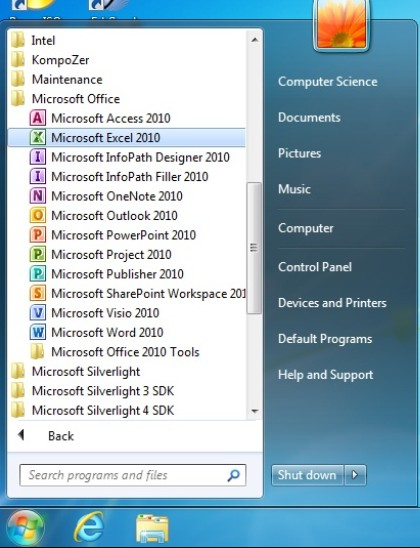 Intel
KompoZer
Maintenance
Microsoft Office
Microsoft Access 2010
Microsoft Excel 2010
Microsoft InfoPath Designer 2010
Microsoft InfoPath Filler 2010
Microsoft OneNote 2010
Microsoft Outlook 2010
Microsoft PowerPoint 2010
Microsoft Project 2010
Microsoft Publisher 2010
Microsoft SharePoint Workspace 201
Microsoft Visio 2010
Microsoft Word 2010
Microsoft Office 2010 Tools
Microsoft Silverlight
Microsoft Silverlight 3 SDK
Microsoft Silverlight 4 SDK
Back
Search programs and files
Computer Science
Documents
Pictures
Music
Computer
Control Panel
Devices and Printers
Default Programs
Help and Support
Shut down